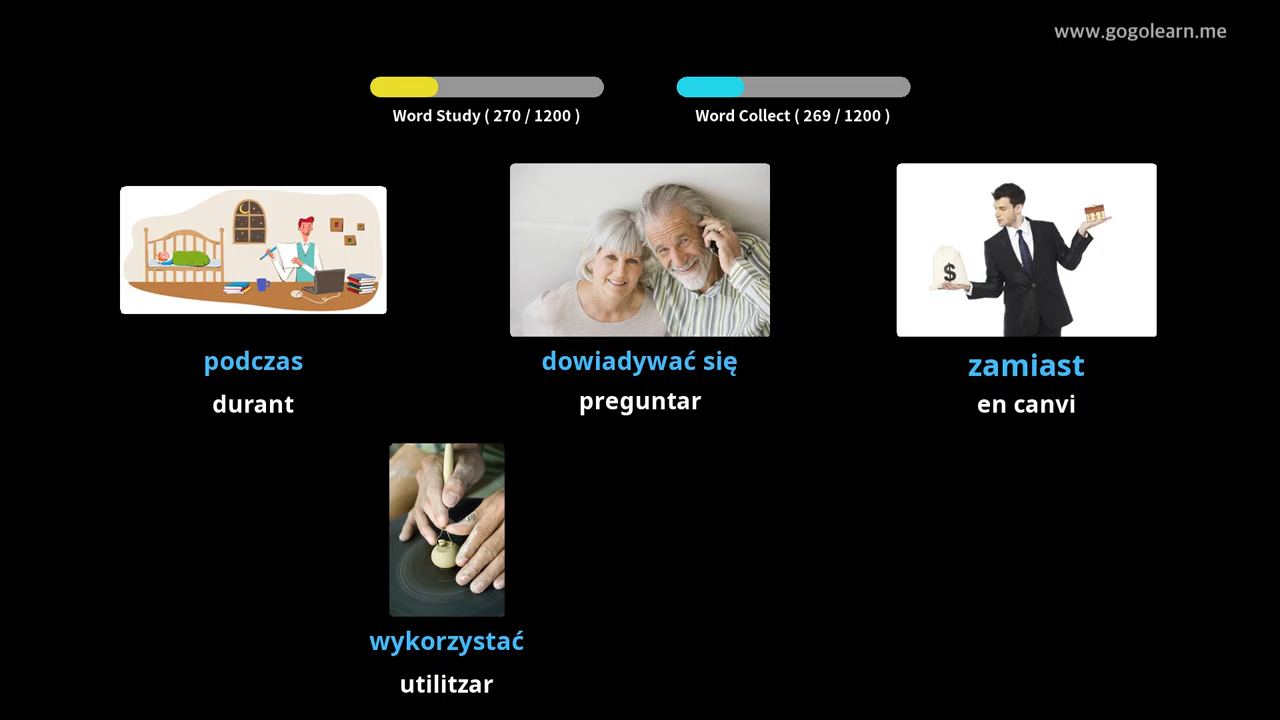 www.gogolearn.me
Word Study ( 270 / 1200 )
Word Collect ( 269 / 1200 )
podczas
durant
dowiadywać się
preguntar
zamiast
en canvi
$
wykorzystać
utilitzar